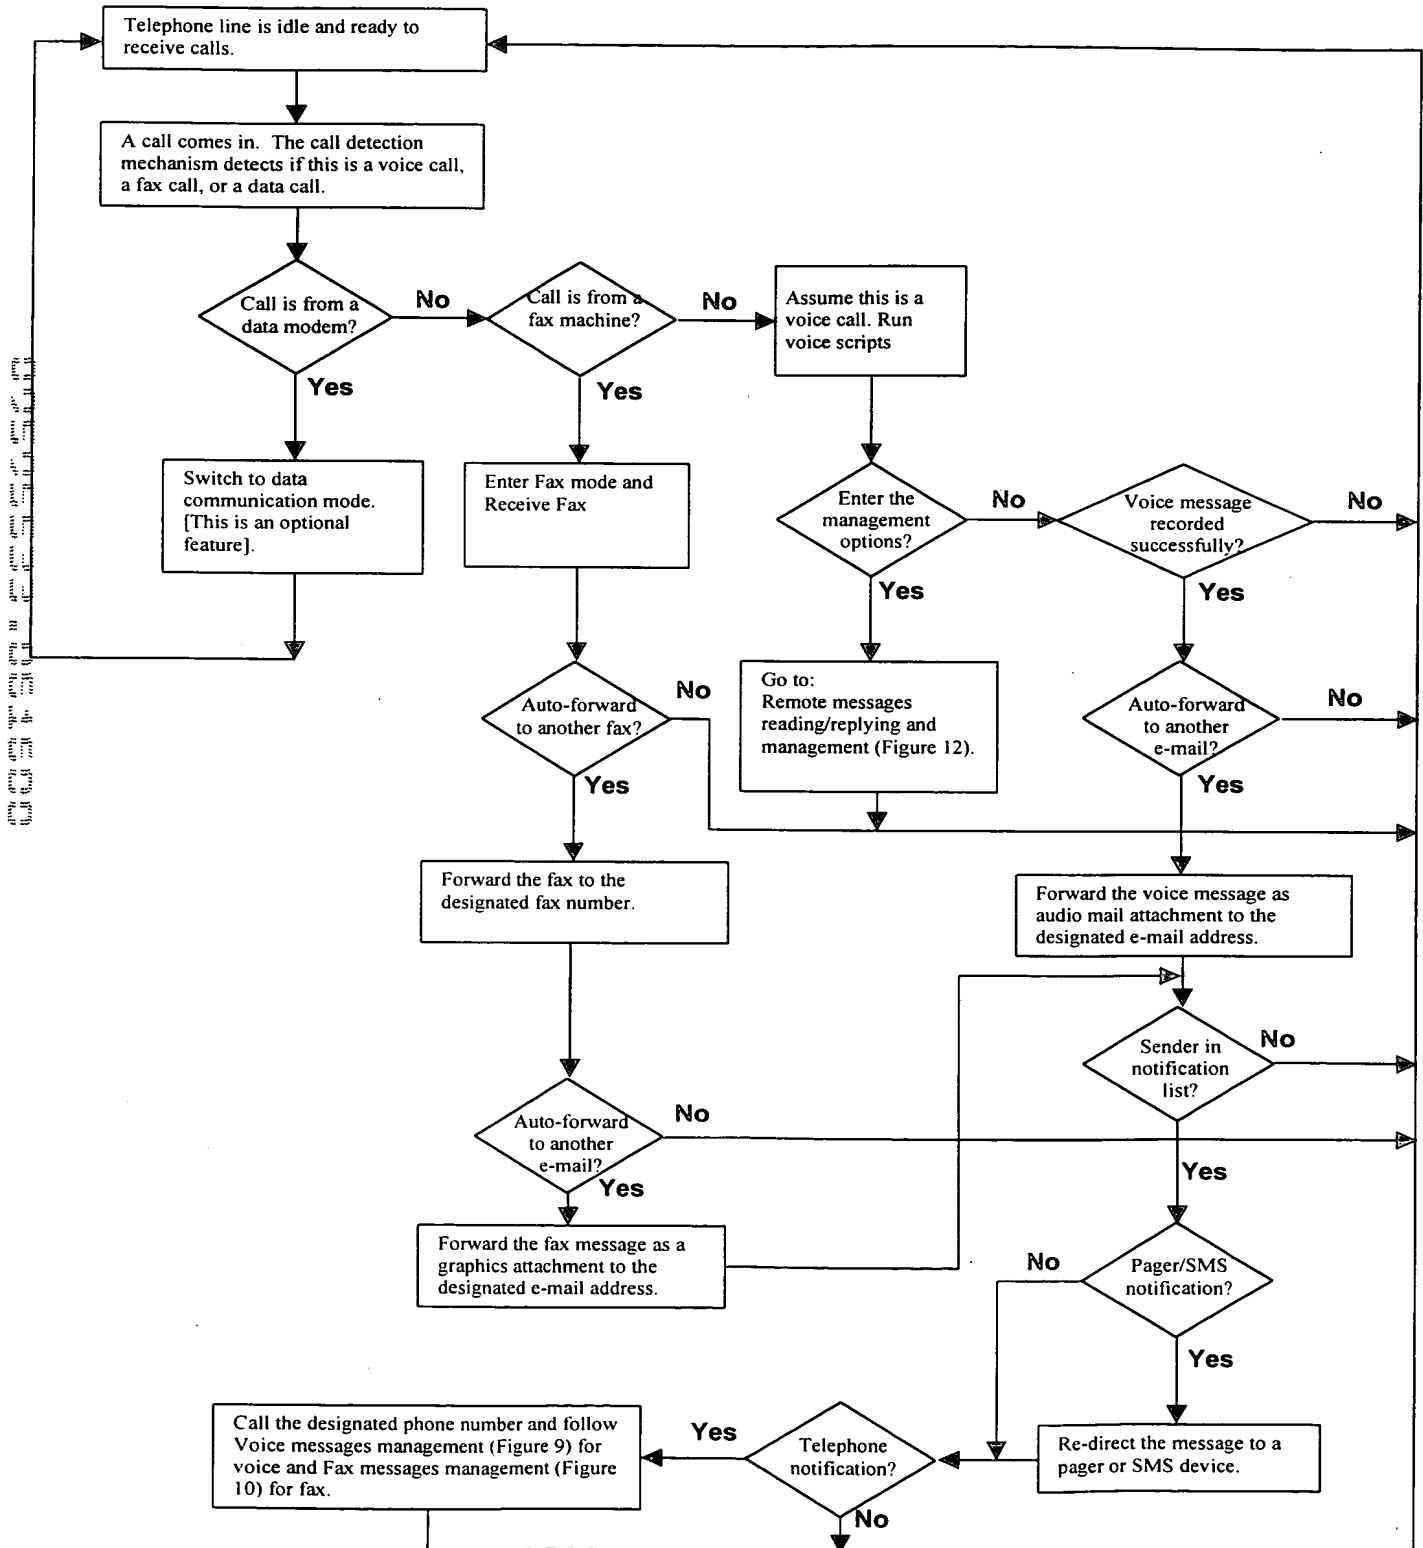 Telephone line is idle and ready to
receive calls.
A call comes in. The call detection
mechanism detects if this is a voice call,
a fax call, or a data call.
Call is from a
data modem?
No
Call is from a
fax machine?
No
Assume this is a
voice call. Run
voice scripts
Yes
Yes
Switch to data
communication mode.
[This is an optional
feature].
Enter Fax mode and
Receive Fax
Enter the
management
options?
No
Voice message
recorded
successfully?
No
Yes
Yes
Auto-forward
to another fax?
No
Go to:
Remote messages
reading/replying and
management (Figure 12).
Auto-forward
to another
e-mail?
No
Yes
Yes
Forward the fax to the
designated fax number.
Forward the voice message as
audio mail attachment to the
designated e-mail address.
Sender in
notification
list?
No
Auto-forward
to another
e-mail?
No
Yes
Yes
Forward the fax message as a
graphics attachment to the
designated e-mail address.
No
Pager/SMS
notification?
Yes
Call the designated phone number and follow
Voice messages management (Figure 9) for
voice and Fax messages management (Figure
10) for fax.
Yes
Telephone
notification?
Re-direct the message to a
pager or SMS device.
No